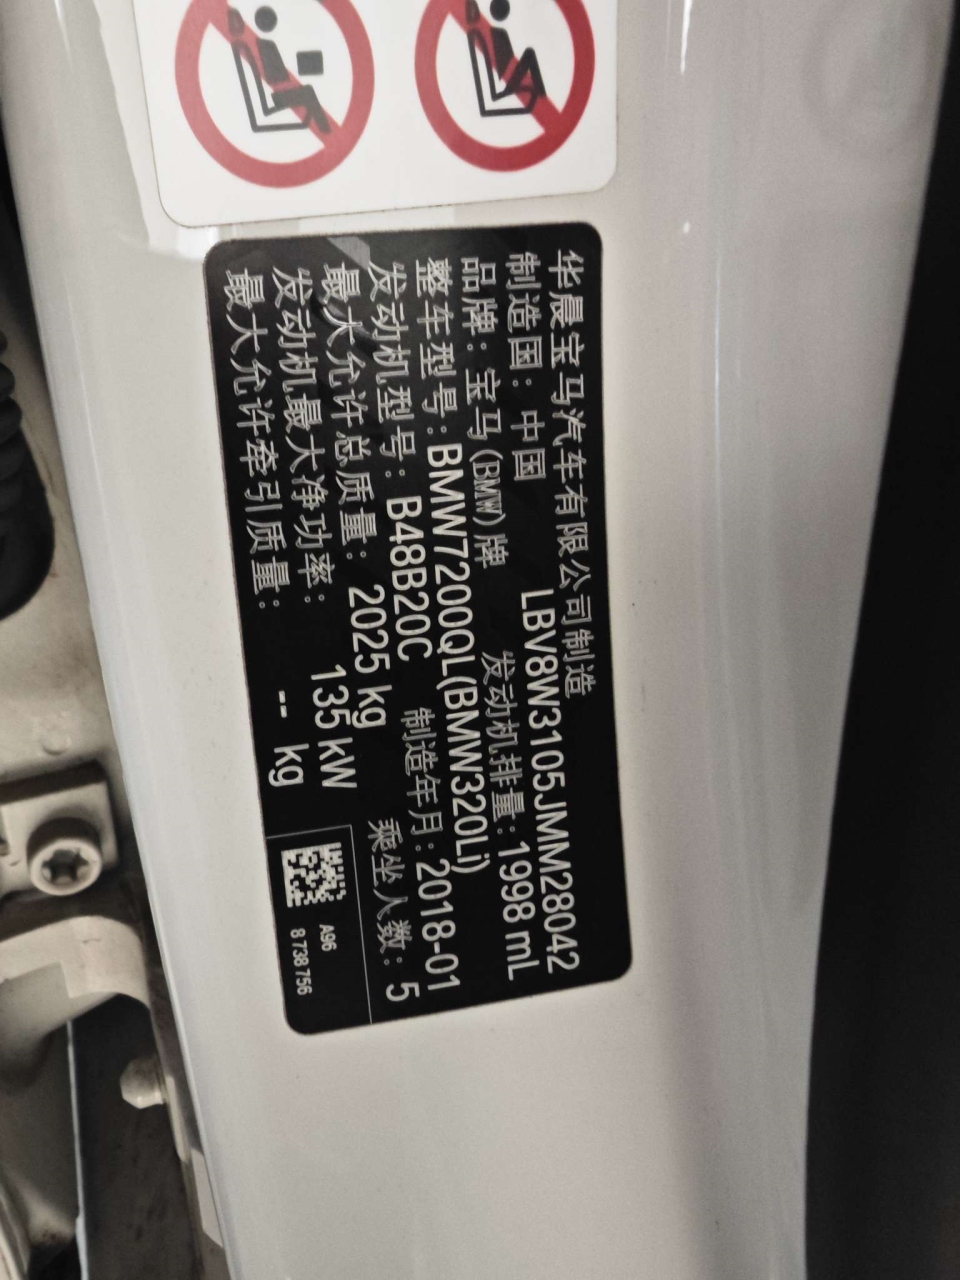 华晨宝马汽车有限公司制造
制造国：中国 LBV8W3105JMM28042
品牌：宝马(BMW)牌 发动机排量：1998 mL
整车型号：BMW7200QL(BMW320Li)
发动机型号：B48B20C 制造年月：2018-01
最大允许总质量：2025 kg 乘坐人数：5
发动机最大净功率：135 kW
最大允许牵引质量：-- kg
A96
8 738 756